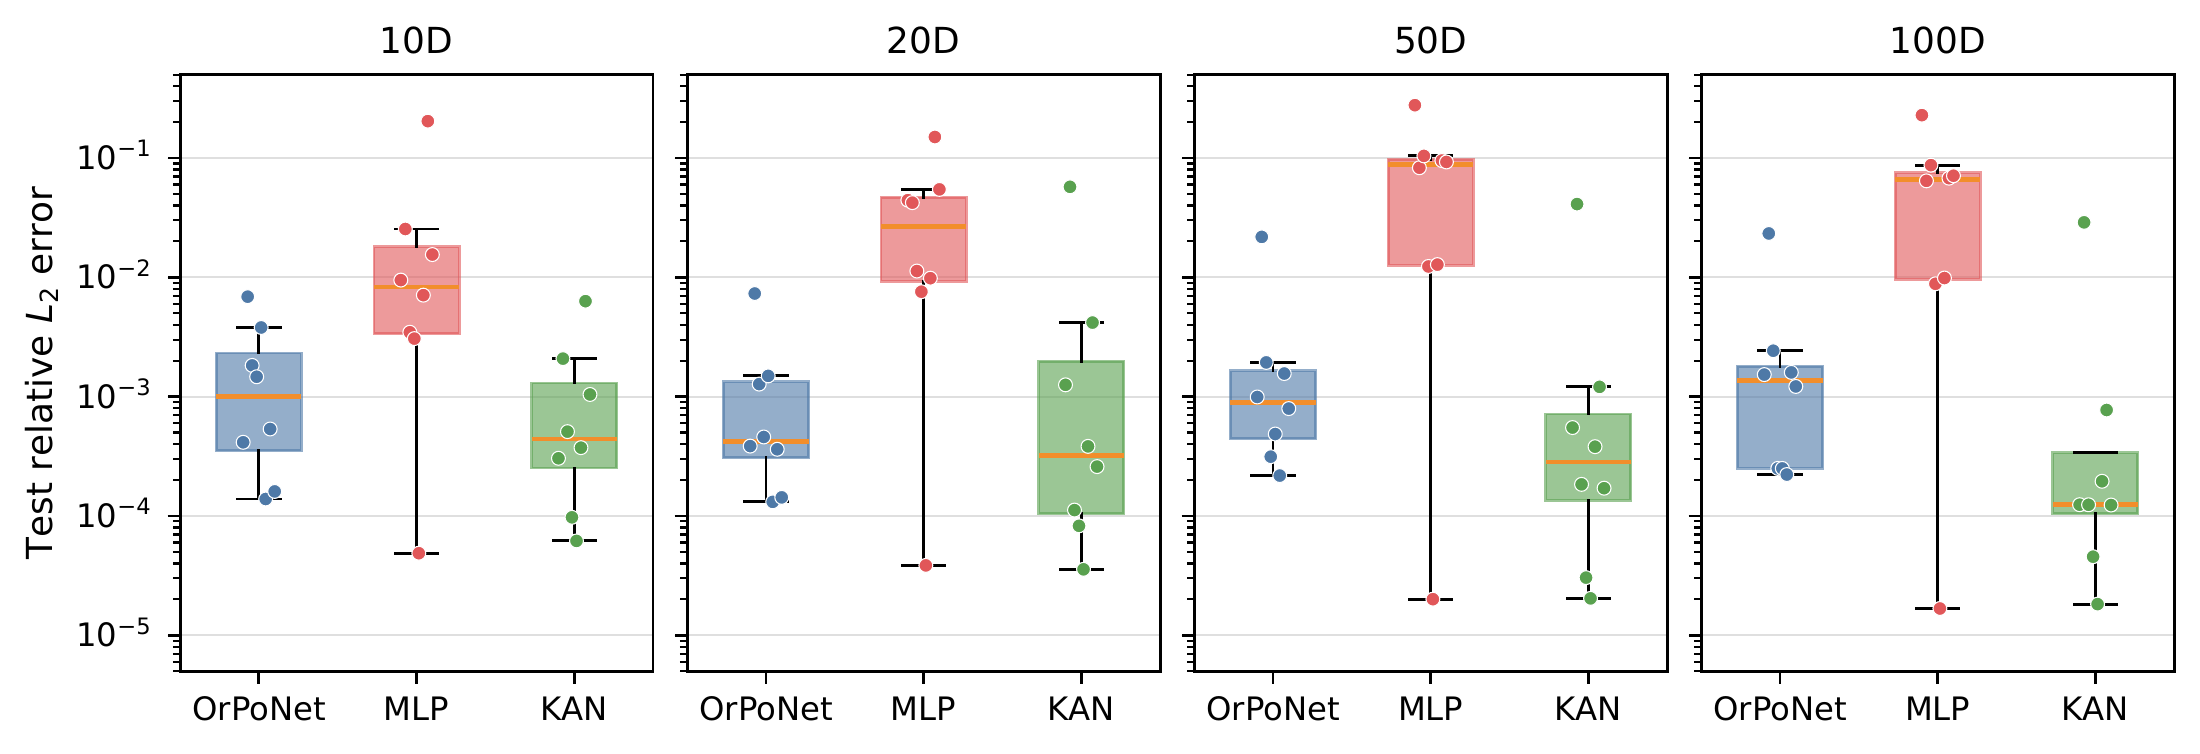 10D 20D 50D 100D
Test relative L₂ error
10⁻¹
10⁻²
10⁻³
10⁻⁴
10⁻⁵
OrPoNet MLP KAN OrPoNet MLP KAN OrPoNet MLP KAN OrPoNet MLP KAN